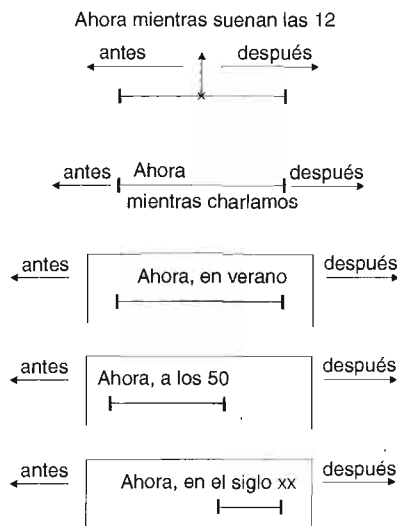 Ahora mientras suenan las 12
antes después
antes Ahora después
mientras charlamos
antes Ahora, en verano después
antes Ahora, a los 50 después
antes Ahora, en el siglo xx después